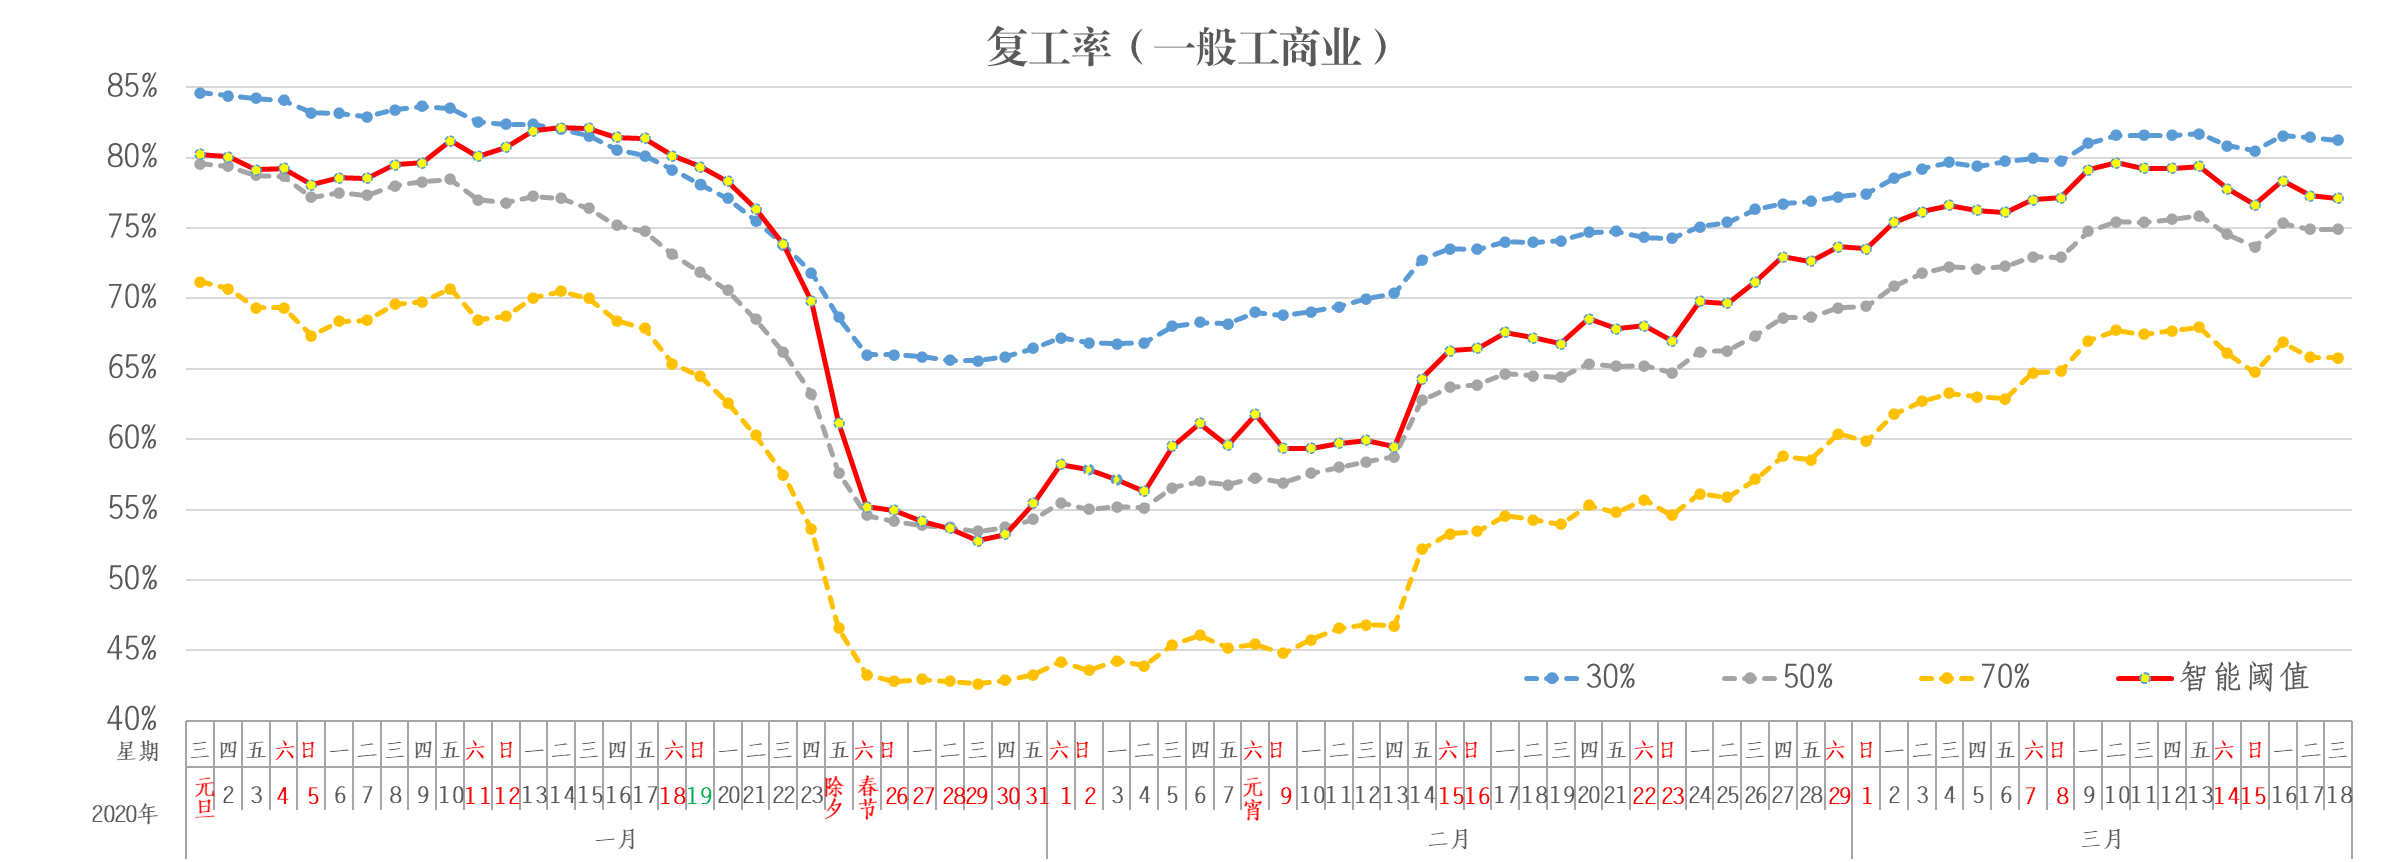 复工率（一般工商业）
85%
80%
75%
70%
65%
60%
55%
50%
45%
40%
30% 50% 70% 智能阈值
星期 三 四 五 六 日 一 二 三 四 五 六 日 一 二 三 四 五 六 日 一 二 三 四 五 六 日 一 二 三 四 五 六 日 一 二 三 四 五 六 日 一 二 三 四 五 六 日 一 二 三 四 五 六 日 一 二 三 四 五 六 日 一 二 三 四 五 六 日 一 二 三 四 五 六 日 一 二 三
2020年 元旦 2 3 4 5 6 7 8 9 10 11 12 13 14 15 16 17 18 19 20 21 22 23 除夕 春节 26 27 28 29 30 31 1 2 3 4 5 6 7 元宵 9 10 11 12 13 14 15 16 17 18 19 20 21 22 23 24 25 26 27 28 29 1 2 3 4 5 6 7 8 9 10 11 12 13 14 15 16 17 18
一月 二月 三月